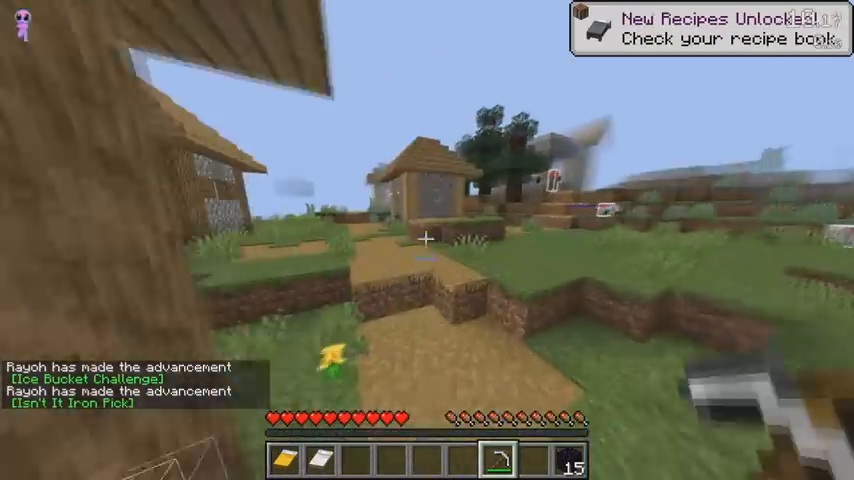 New Recipes Unlocked!
Check your recipe book
Rayoh has made the advancement
[Ice Bucket Challenge]
Rayoh has made the advancement
[Isn't It Iron Pick]
15